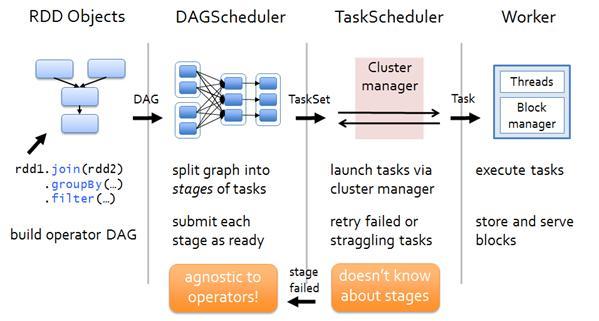 RDD Objects
DAGScheduler
TaskScheduler
Worker
DAG
TaskSet
Cluster
manager
Task
Threads
Block
manager
rdd1.join(rdd2)
.groupBy(…)
.filter(…)
build operator DAG
split graph into
stages of tasks
submit each
stage as ready
launch tasks via
cluster manager
retry failed or
straggling tasks
execute tasks
store and serve
blocks
agnostic to
operators!
stage
failed
doesn't know
about stages